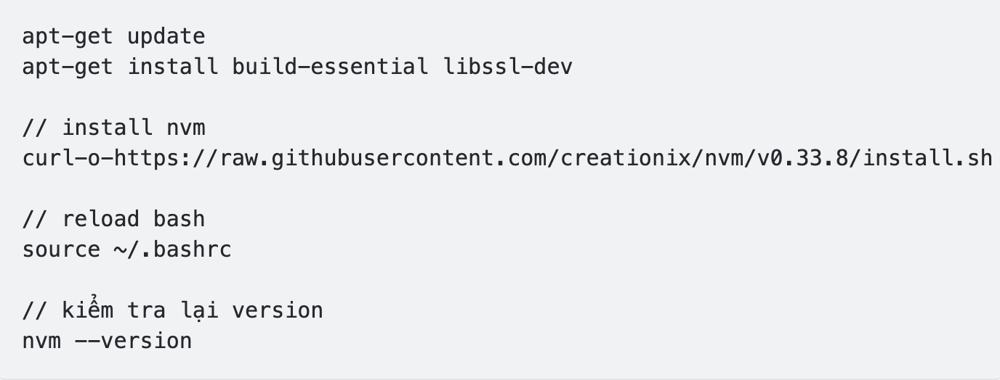 apt-get update
apt-get install build-essential libssl-dev
// install nvm
curl-o-https://raw.githubusercontent.com/creationix/nvm/v0.33.8/install.sh
// reload bash
source ~/.bashrc
// kiểm tra lại version
nvm --version